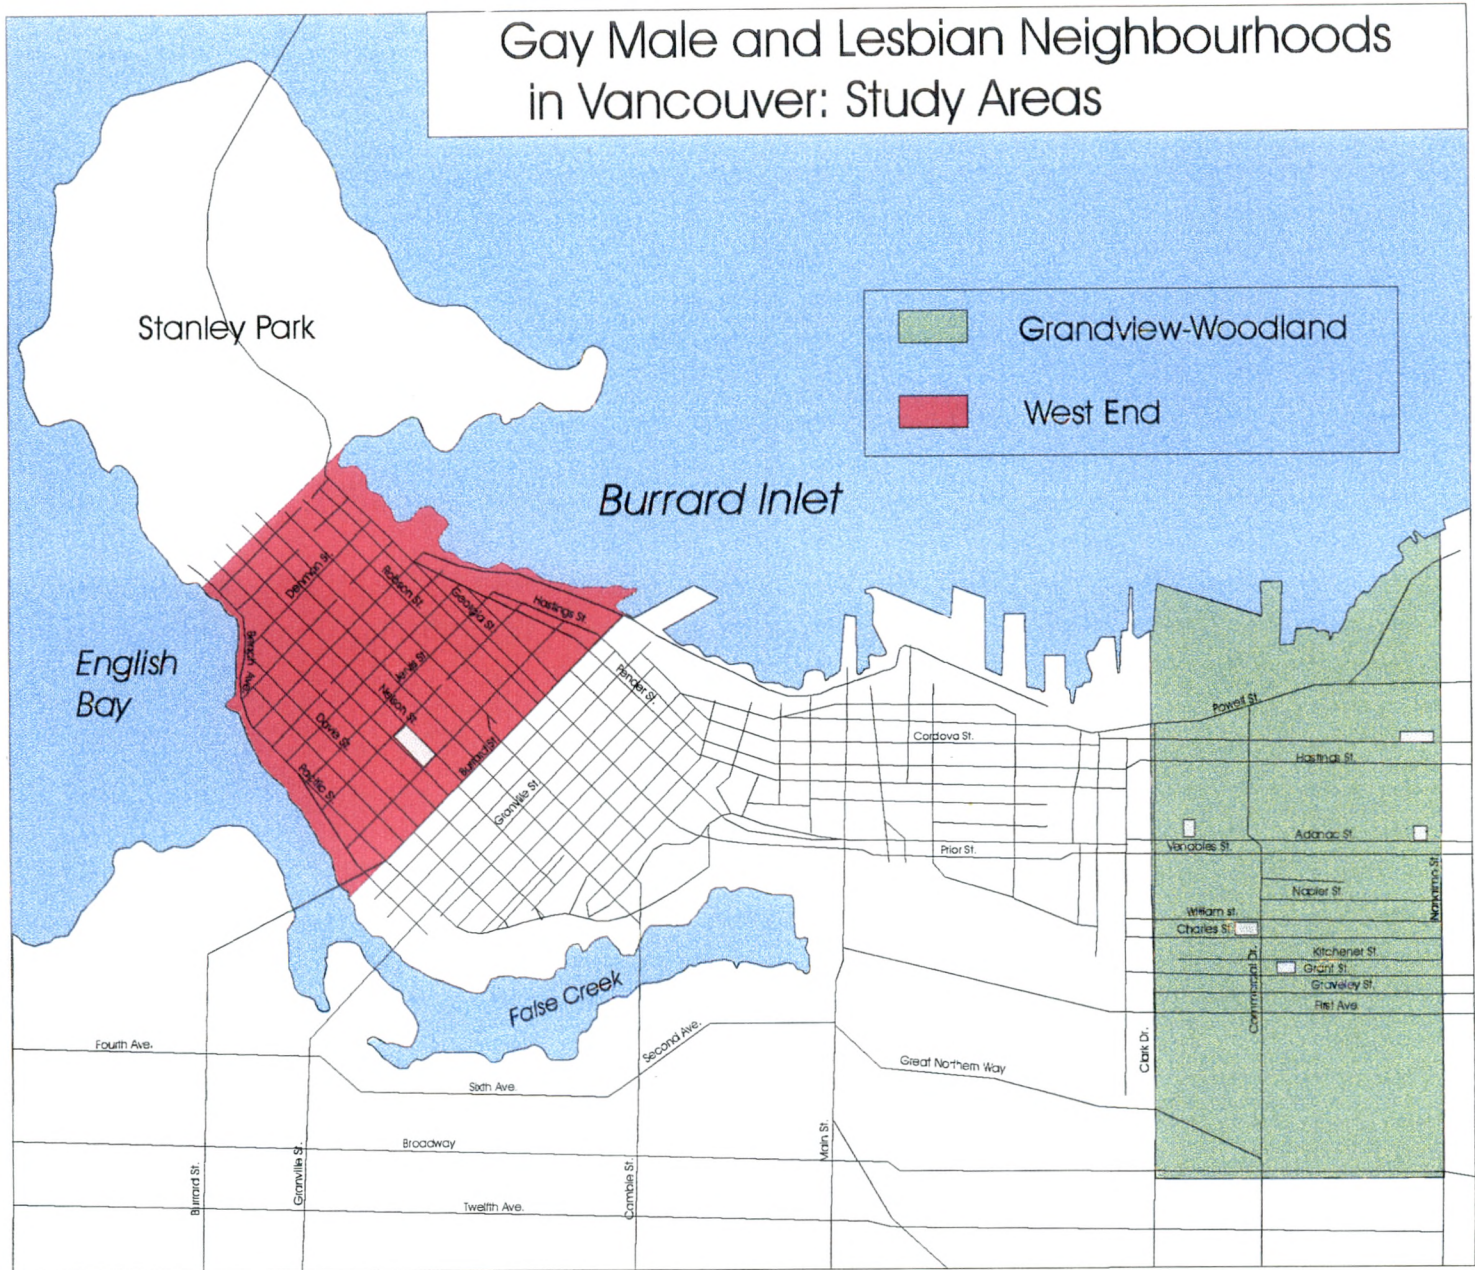 Gay Male and Lesbian Neighbourhoods
in Vancouver: Study Areas
Stanley Park
Grandview-Woodland
West End
Burrard Inlet
English
Bay
Denman St.
Robson St.
Georgia St.
Hastings St.
Beach Ave.
Jervis St.
Nelson St.
Davie St.
Pacific St.
Burrard St.
Pender St.
Granville St.
Cordova St.
Prior St.
Powell St.
Hastings St.
Adanac St.
Venables St.
Napier St.
Nanaimo St.
William st.
Charles St.
Kitchener St
Grant St.
Graveley St.
First Ave.
Commercial Dr.
Clark Dr.
False Creek
Fourth Ave.
Sixth Ave.
Second Ave.
Great Northern Way
Broadway
Twelfth Ave.
Burrard St.
Granville St.
Cambie St.
Main St.